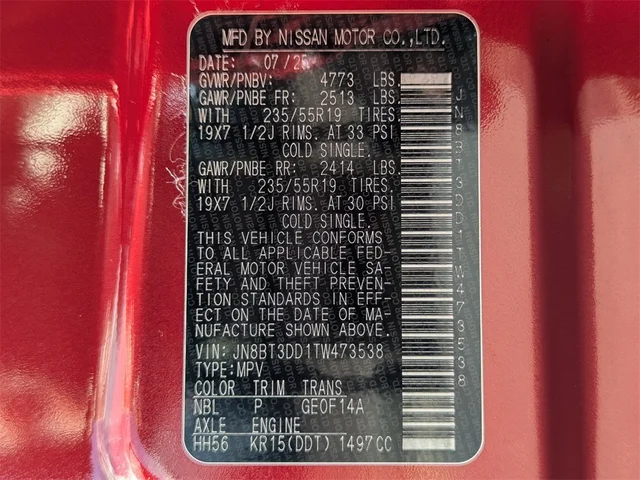 MFD BY NISSAN MOTOR CO.,LTD.
DATE: 07/25
GVWR/PNBV: 4773 LBS
GAWR/PNBE FR: 2513 LBS.
WITH 235/55R19 TIRES
19X7 1/2J RIMS. AT 33 PSI
COLD SINGLE.
GAWR/PNBE RR: 2414 LBS.
WITH 235/55R19 TIRES.
19X7 1/2J RIMS. AT 30 PSI
COLD SINGLE.
THIS VEHICLE CONFORMS
TO ALL APPLICABLE FED-
ERAL MOTOR VEHICLE SA-
FETY AND THEFT PREVEN-
TION STANDARDS IN EFF-
ECT ON THE DATE OF MA-
NUFACTURE SHOWN ABOVE.
VIN: JN8BT3DD1TW473538
TYPE: MPV
COLOR TRIM TRANS
NBL P GE0F14A
AXLE ENGINE
HH56 KR15(DDT) 1497CC
JN8BT3DD1TW473538